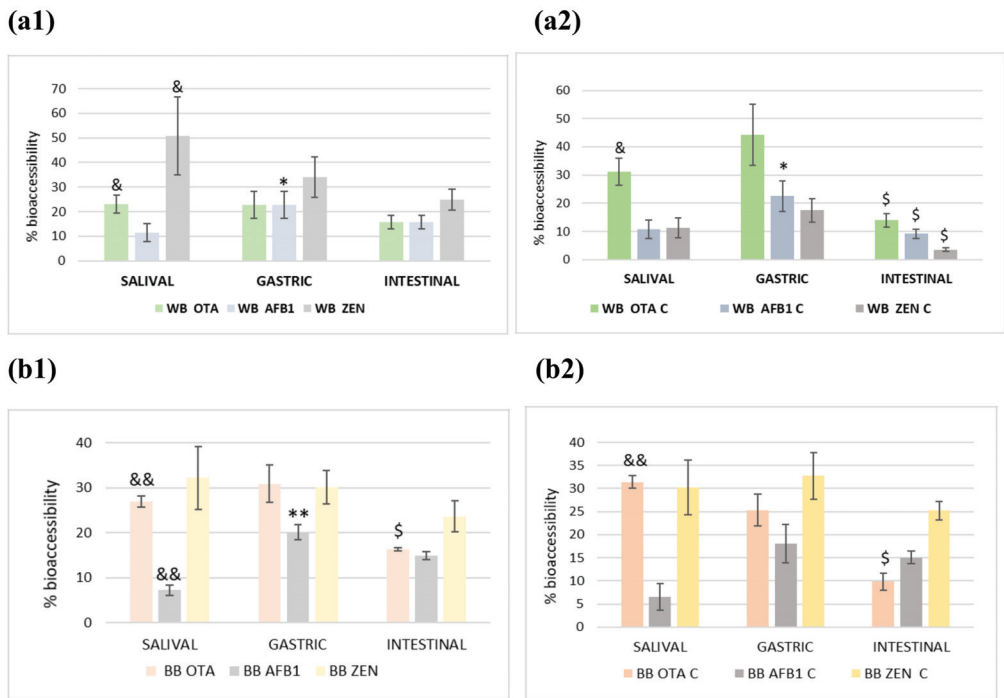 (a1)
(a2)
% bioaccessibility
70
60
50
40
30
20
10
0
&
&
*
SALIVAL GASTRIC INTESTINAL
WB OTA WB AFB1 WB ZEN
% bioaccessibility
60
50
40
30
20
10
0
&
*
$
$
$
SALIVAL GASTRIC INTESTINAL
WB OTA C WB AFB1 C WB ZEN C
(b1)
(b2)
% bioaccessibility
40
30
20
10
0
&&
&&
**
$
SALIVAL GASTRIC INTESTINAL
BB OTA BB AFB1 BB ZEN
% bioaccessibility
40
35
30
25
20
15
10
5
0
&&
$
SALIVAL GASTRIC INTESTINAL
BB OTA C BB AFB1 C BB ZEN C